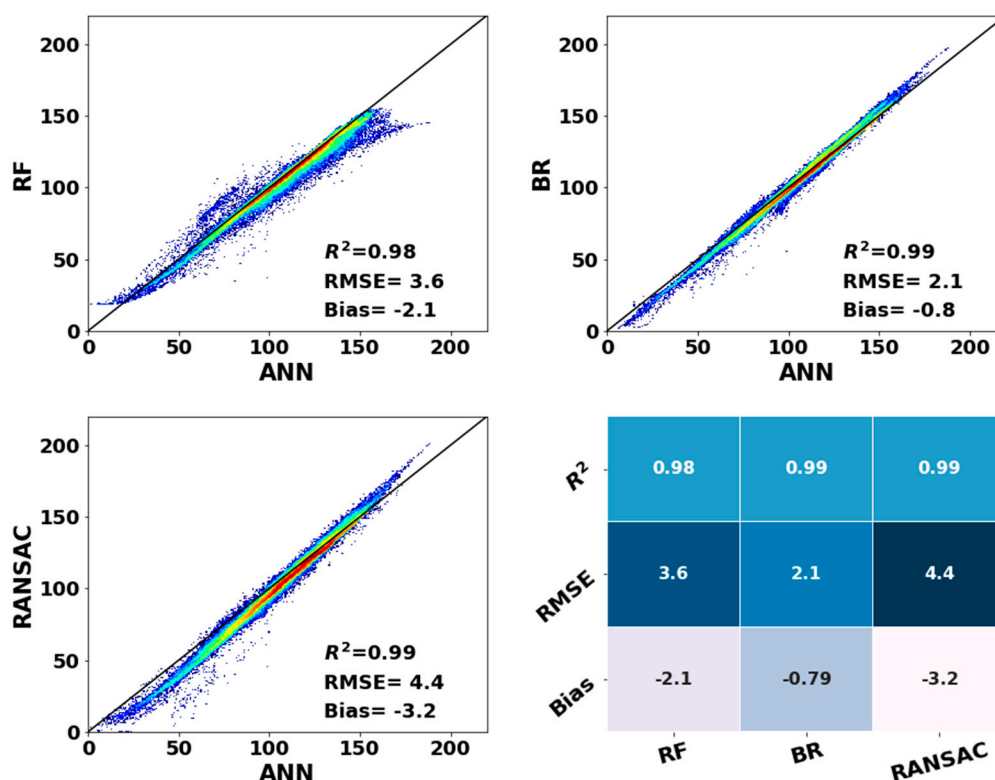 200
150
100
50
0
RF
R²=0.98
RMSE= 3.6
Bias= -2.1
0 50 100 150 200
ANN
200
150
100
50
0
BR
R²=0.99
RMSE= 2.1
Bias= -0.8
0 50 100 150 200
ANN
200
150
100
50
0
RANSAC
R²=0.99
RMSE= 4.4
Bias= -3.2
0 50 100 150 200
ANN
R² 0.98 0.99 0.99
RMSE 3.6 2.1 4.4
Bias -2.1 -0.79 -3.2
RF BR RANSAC